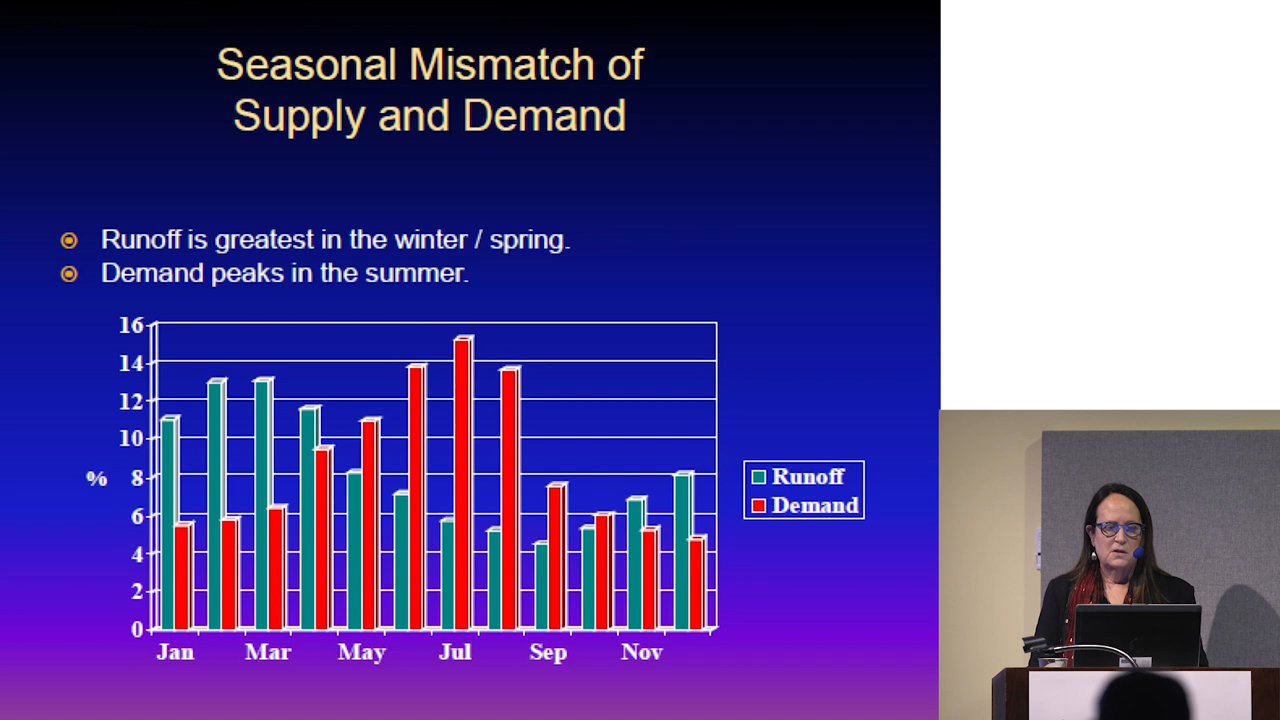 Seasonal Mismatch of
Supply and Demand
Runoff is greatest in the winter / spring.
Demand peaks in the summer.
16
14
12
10
% 8
6
4
2
0
Jan Mar May Jul Sep Nov
Runoff
Demand